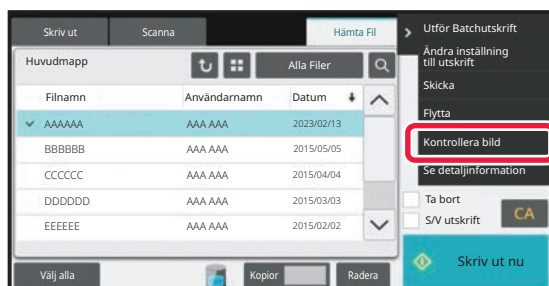 Skriv ut
Scanna
Hämta Fil
Huvudmapp
Alla Filer
Filnamn Användarnamn Datum
AAAAAA AAA AAA 2023/02/13
BBBBBB AAA AAA 2015/05/05
CCCCCC AAA AAA 2015/04/04
DDDDDD AAA AAA 2015/03/03
EEEEEE AAA AAA 2015/02/02
Välj alla
Kopior
Radera
Utför Batchutskrift
Ändra inställning
till utskrift
Skicka
Flytta
Kontrollera bild
Se detaljinformation
Ta bort
S/V utskrift
CA
Skriv ut nu